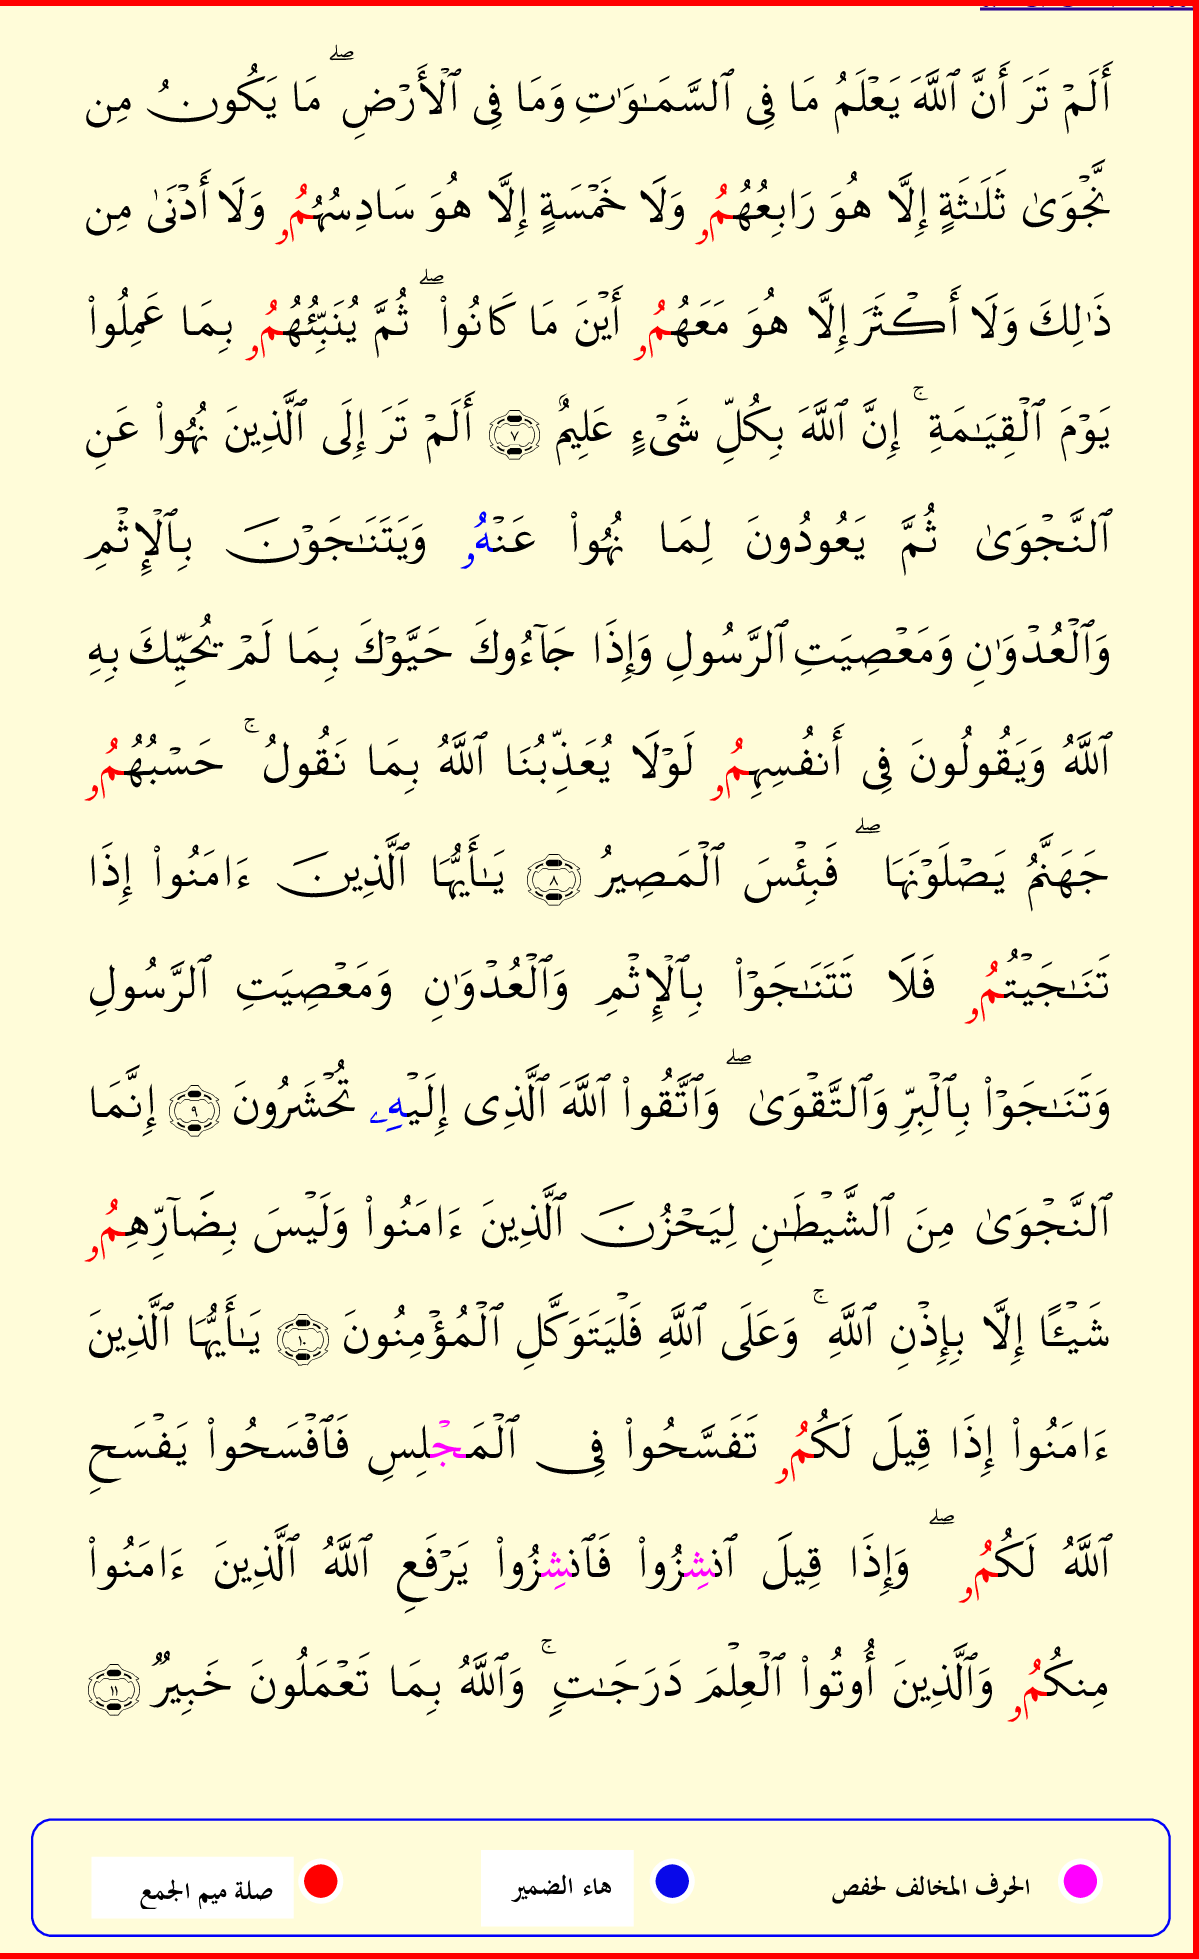 أَلَمْ تَرَ أَنَّ ٱللَّهَ يَعْلَمُ مَا فِى ٱلسَّمَـٰوَٰتِ وَمَا فِى ٱلْأَرْضِ ۖ مَا يَكُونُ مِن
نَّجْوَىٰ ثَلَـٰثَةٍ إِلَّا هُوَ رَابِعُهُمُۥ وَلَا خَمْسَةٍ إِلَّا هُوَ سَادِسُهُمُۥ وَلَا أَدْنَىٰ مِن
ذَٰلِكَ وَلَا أَكْثَرَ إِلَّا هُوَ مَعَهُمُۥ أَيْنَ مَا كَانُوا۟ ۖ ثُمَّ يُنَبِّئُهُمُۥ بِمَا عَمِلُوا۟
يَوْمَ ٱلْقِيَـٰمَةِ ۚ إِنَّ ٱللَّهَ بِكُلِّ شَىْءٍ عَلِيمٌ ٧ أَلَمْ تَرَ إِلَى ٱلَّذِينَ نُهُوا۟ عَنِ
ٱلنَّجْوَىٰ ثُمَّ يَعُودُونَ لِمَا نُهُوا۟ عَنْهُۥ وَيَتَنَـٰجَوْنَ بِٱلْإِثْمِ
وَٱلْعُدْوَٰنِ وَمَعْصِيَتِ ٱلرَّسُولِ وَإِذَا جَآءُوكَ حَيَّوْكَ بِمَا لَمْ يُحَيِّكَ بِهِ
ٱللَّهُ وَيَقُولُونَ فِى أَنفُسِهِمُۥ لَوْلَا يُعَذِّبُنَا ٱللَّهُ بِمَا نَقُولُ ۚ حَسْبُهُمُۥ
جَهَنَّمُ يَصْلَوْنَهَا ۖ فَبِئْسَ ٱلْمَصِيرُ ٨ يَـٰأَيُّهَا ٱلَّذِينَ ءَامَنُوا۟ إِذَا
تَنَـٰجَيْتُمُۥ فَلَا تَتَنَـٰجَوْا۟ بِٱلْإِثْمِ وَٱلْعُدْوَٰنِ وَمَعْصِيَتِ ٱلرَّسُولِ
وَتَنَـٰجَوْا۟ بِٱلْبِرِّ وَٱلتَّقْوَىٰ ۖ وَٱتَّقُوا۟ ٱللَّهَ ٱلَّذِى إِلَيْهِۦ تُحْشَرُونَ ٩ إِنَّمَا
ٱلنَّجْوَىٰ مِنَ ٱلشَّيْطَـٰنِ لِيَحْزُنَ ٱلَّذِينَ ءَامَنُوا۟ وَلَيْسَ بِضَآرِّهِمُۥ
شَيْـًٔا إِلَّا بِإِذْنِ ٱللَّهِ ۚ وَعَلَى ٱللَّهِ فَلْيَتَوَكَّلِ ٱلْمُؤْمِنُونَ ١٠ يَـٰأَيُّهَا ٱلَّذِينَ
ءَامَنُوا۟ إِذَا قِيلَ لَكُمُۥ تَفَسَّحُوا۟ فِى ٱلْمَجْلِسِ فَٱفْسَحُوا۟ يَفْسَحِ
ٱللَّهُ لَكُمُۥ ۖ وَإِذَا قِيلَ ٱنشِزُوا۟ فَٱنشِزُوا۟ يَرْفَعِ ٱللَّهُ ٱلَّذِينَ ءَامَنُوا۟
مِنكُمُۥ وَٱلَّذِينَ أُوتُوا۟ ٱلْعِلْمَ دَرَجَـٰتٍ ۚ وَٱللَّهُ بِمَا تَعْمَلُونَ خَبِيرٌ ١١
الحرف المخالف لحفص هاء الضمير صلة ميم الجمع